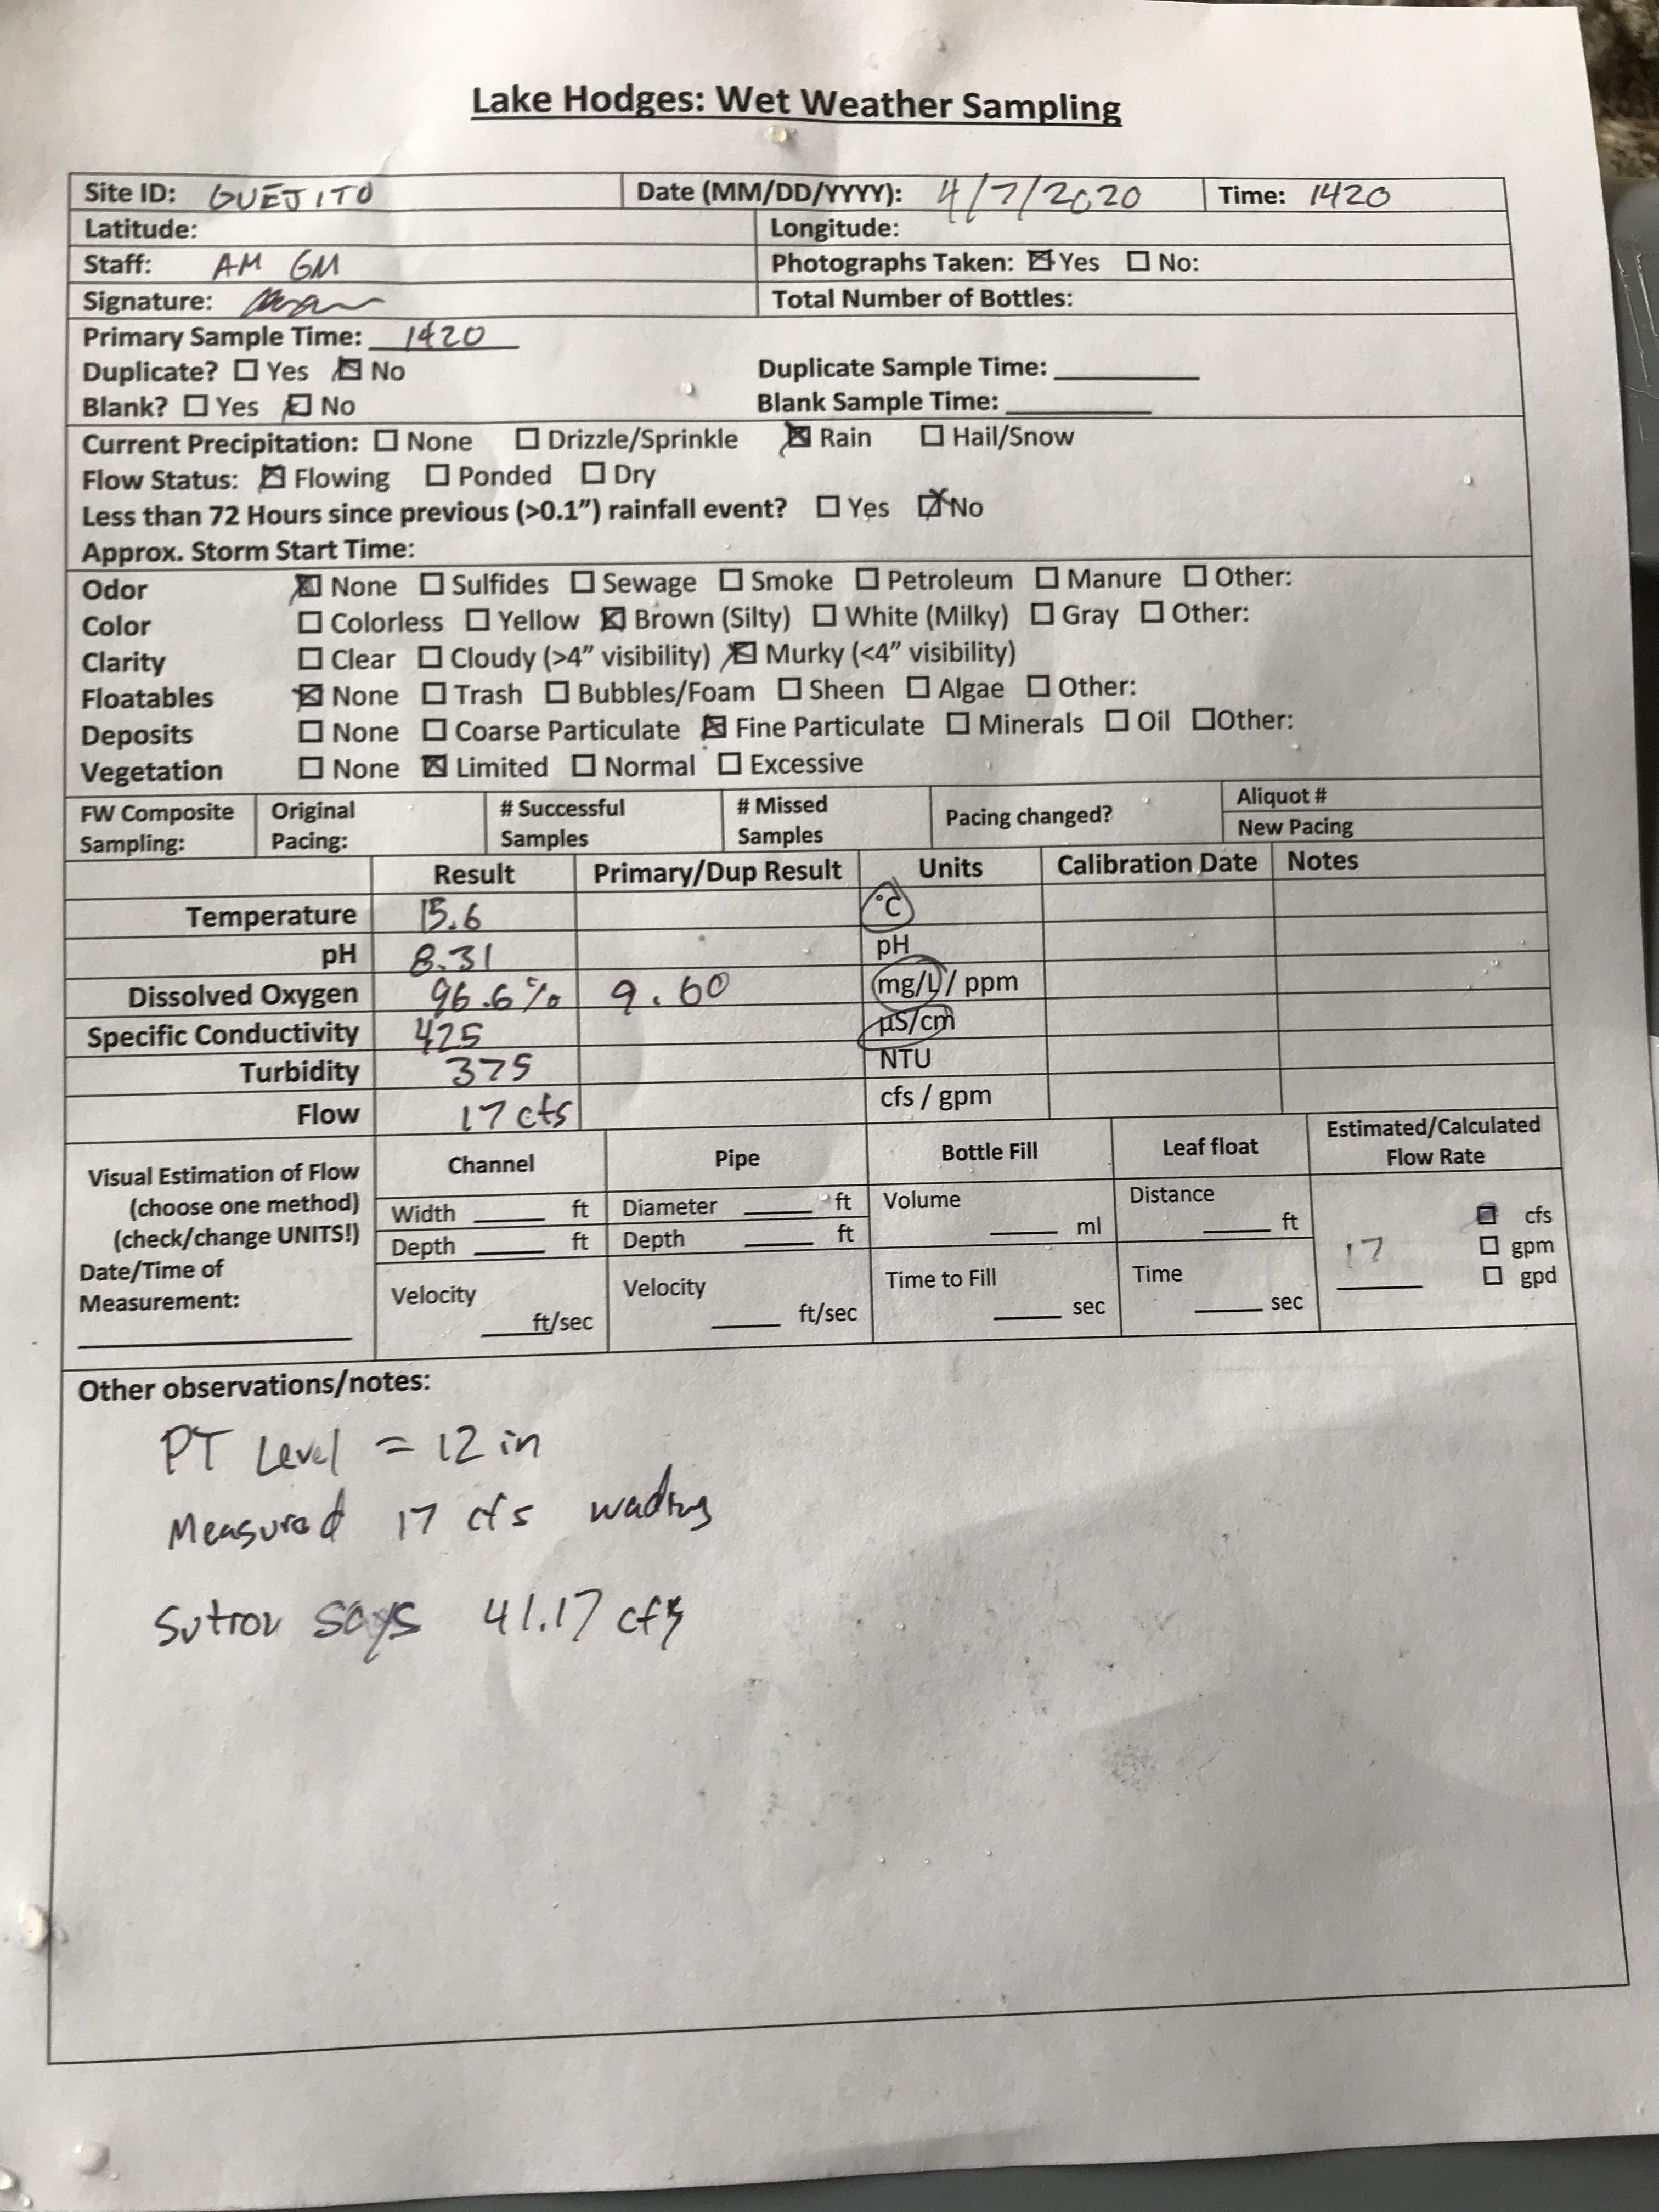 Lake Hodges: Wet Weather Sampling
Site ID: GUEJITO Date (MM/DD/YYYY): 4/7/2020 Time: 1420
Latitude: Longitude:
Staff: AM GM Photographs Taken: ☒ Yes ☐ No:
Signature: Total Number of Bottles:
Primary Sample Time: 1420
Duplicate? ☐ Yes ☒ No Duplicate Sample Time: ______
Blank? ☐ Yes ☒ No Blank Sample Time: ______
Current Precipitation: ☐ None ☐ Drizzle/Sprinkle ☒ Rain ☐ Hail/Snow
Flow Status: ☒ Flowing ☐ Ponded ☐ Dry
Less than 72 Hours since previous (>0.1") rainfall event? ☐ Yes ☒ No
Approx. Storm Start Time:
Odor ☒ None ☐ Sulfides ☐ Sewage ☐ Smoke ☐ Petroleum ☐ Manure ☐ Other:
Color ☐ Colorless ☐ Yellow ☒ Brown (Silty) ☐ White (Milky) ☐ Gray ☐ Other:
Clarity ☐ Clear ☐ Cloudy (>4" visibility) ☒ Murky (<4" visibility)
Floatables ☒ None ☐ Trash ☐ Bubbles/Foam ☐ Sheen ☐ Algae ☐ Other:
Deposits ☐ None ☐ Coarse Particulate ☒ Fine Particulate ☐ Minerals ☐ Oil ☐ Other:
Vegetation ☐ None ☒ Limited ☐ Normal ☐ Excessive
FW Composite Sampling: Original Pacing: # Successful Samples # Missed Samples Pacing changed? Aliquot #
New Pacing
Result Primary/Dup Result Units Calibration Date Notes
Temperature 15.6 °C
pH 8.31 pH
Dissolved Oxygen 96.6% 9.60 mg/L / ppm
Specific Conductivity 425 µS/cm
Turbidity 375 NTU
Flow 17 cfs cfs / gpm
Visual Estimation of Flow
(choose one method)
(check/change UNITS!)
Date/Time of
Measurement:
Channel
Width ____ ft
Depth ____ ft
Velocity
____ ft/sec
Pipe
Diameter ____ ft
Depth ____ ft
Velocity
____ ft/sec
Bottle Fill
Volume
____ ml
Time to Fill
____ sec
Leaf float
Distance
____ ft
Time
____ sec
Estimated/Calculated
Flow Rate
17
☒ cfs
☐ gpm
☐ gpd
Other observations/notes:
PT Level = 12 in
Measured 17 cfs wading
Sutron says 41.17 cfs